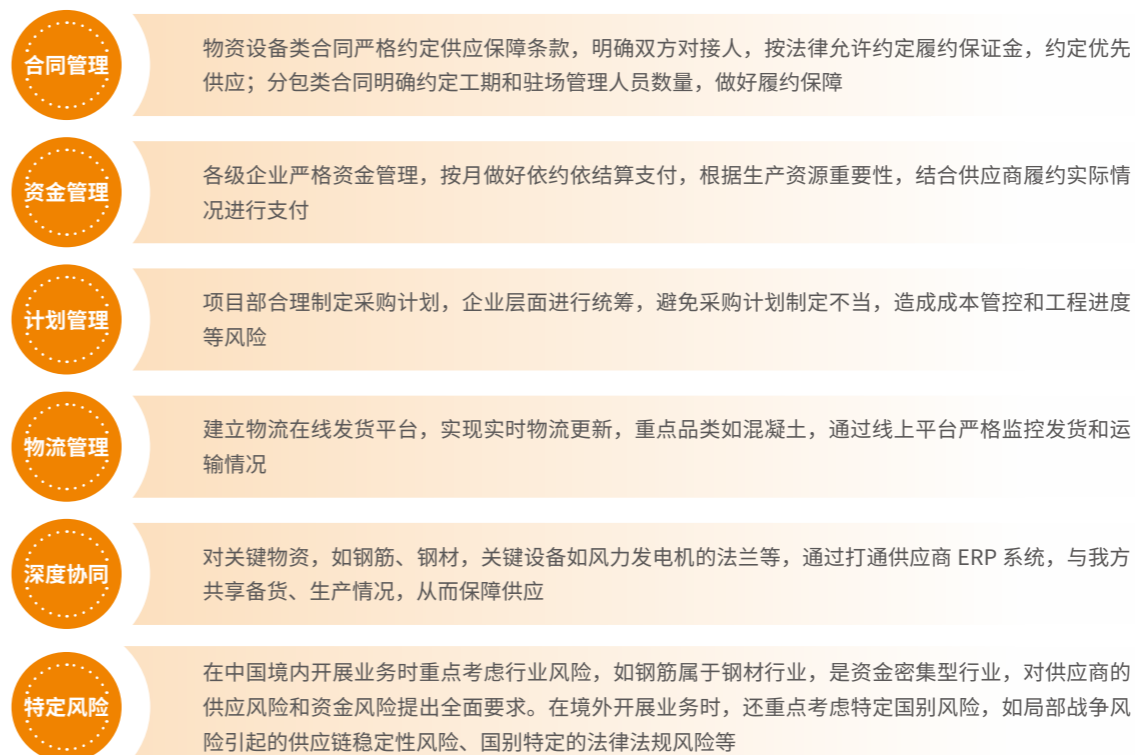 合同管理
物资设备类合同严格约定供应保障条款，明确双方对接人，按法律允许约定履约保证金，约定优先
供应；分包类合同明确约定工期和驻场管理人员数量，做好履约保障
资金管理
各级企业严格资金管理，按月做好依约依结算支付，根据生产资源重要性，结合供应商履约实际情
况进行支付
计划管理
项目部合理制定采购计划，企业层面进行统筹，避免采购计划制定不当，造成成本管控和工程进度
等风险
物流管理
建立物流在线发货平台，实现实时物流更新，重点品类如混凝土，通过线上平台严格监控发货和运
输情况
深度协同
对关键物资，如钢筋、钢材，关键设备如风力发电机的法兰等，通过打通供应商 ERP 系统，与我方
共享备货、生产情况，从而保障供应
特定风险
在中国境内开展业务时重点考虑行业风险，如钢筋属于钢材行业，是资金密集型行业，对供应商的
供应风险和资金风险提出全面要求。在境外开展业务时，还重点考虑特定国别风险，如局部战争风
险引起的供应链稳定性风险、国别特定的法律法规风险等